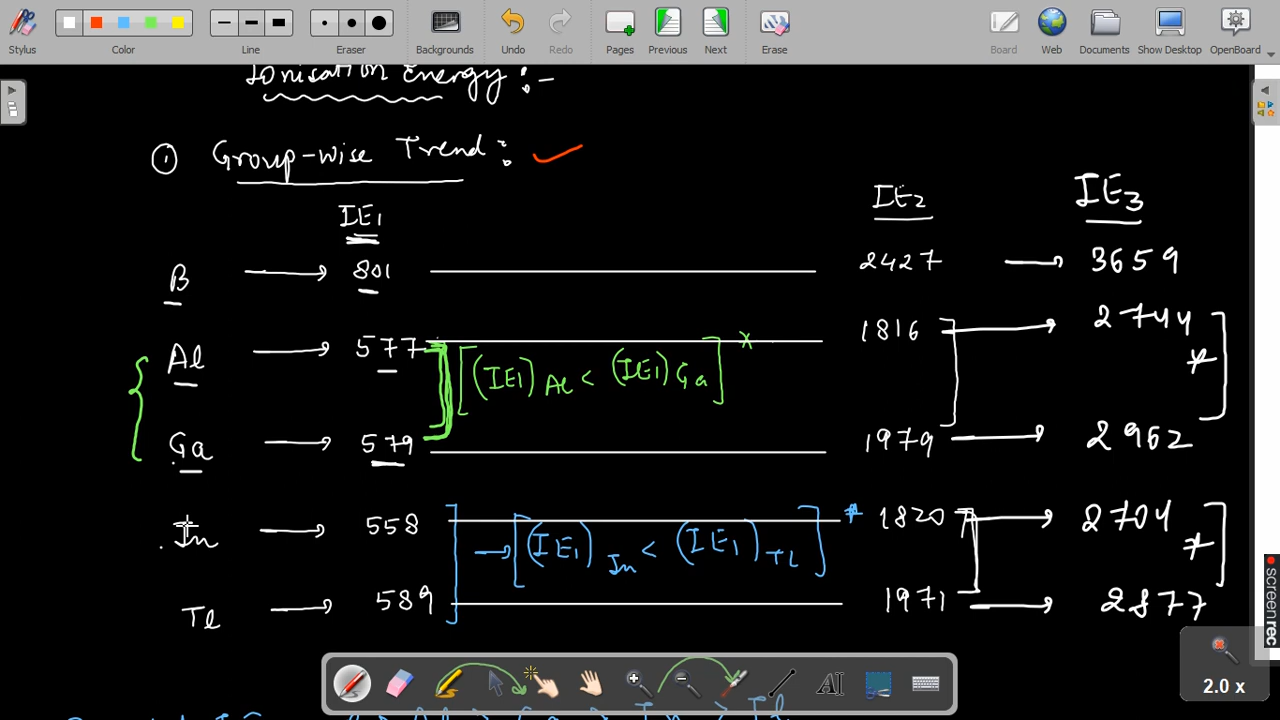 Stylus Color Line Eraser Backgrounds Undo Redo Pages Previous Next Erase Board Web Documents Show Desktop OpenBoard
Ionisation Energy :-
① Group-wise Trend :
IE1 IE2 IE3
B → 801 2427 → 3659
Al → 577 1816 → 2744 *
[(IE1) Al < (IE1) Ga] x
Ga → 579 1979 → 2962
In → 558 1820 → 2704 *
→ [(IE1) In < (IE1) Tl] *
Tl → 589 1971 → 2877
2.0 x
screenrec